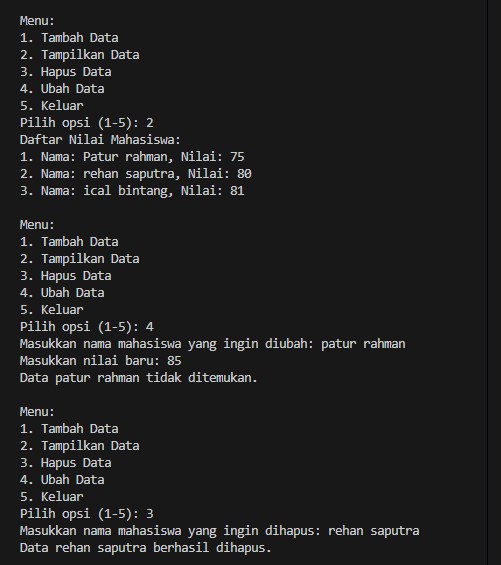 Menu:
1. Tambah Data
2. Tampilkan Data
3. Hapus Data
4. Ubah Data
5. Keluar
Pilih opsi (1-5): 2
Daftar Nilai Mahasiswa:
1. Nama: Patur rahman, Nilai: 75
2. Nama: rehan saputra, Nilai: 80
3. Nama: ical bintang, Nilai: 81

Menu:
1. Tambah Data
2. Tampilkan Data
3. Hapus Data
4. Ubah Data
5. Keluar
Pilih opsi (1-5): 4
Masukkan nama mahasiswa yang ingin diubah: patur rahman
Masukkan nilai baru: 85
Data patur rahman tidak ditemukan.

Menu:
1. Tambah Data
2. Tampilkan Data
3. Hapus Data
4. Ubah Data
5. Keluar
Pilih opsi (1-5): 3
Masukkan nama mahasiswa yang ingin dihapus: rehan saputra
Data rehan saputra berhasil dihapus.